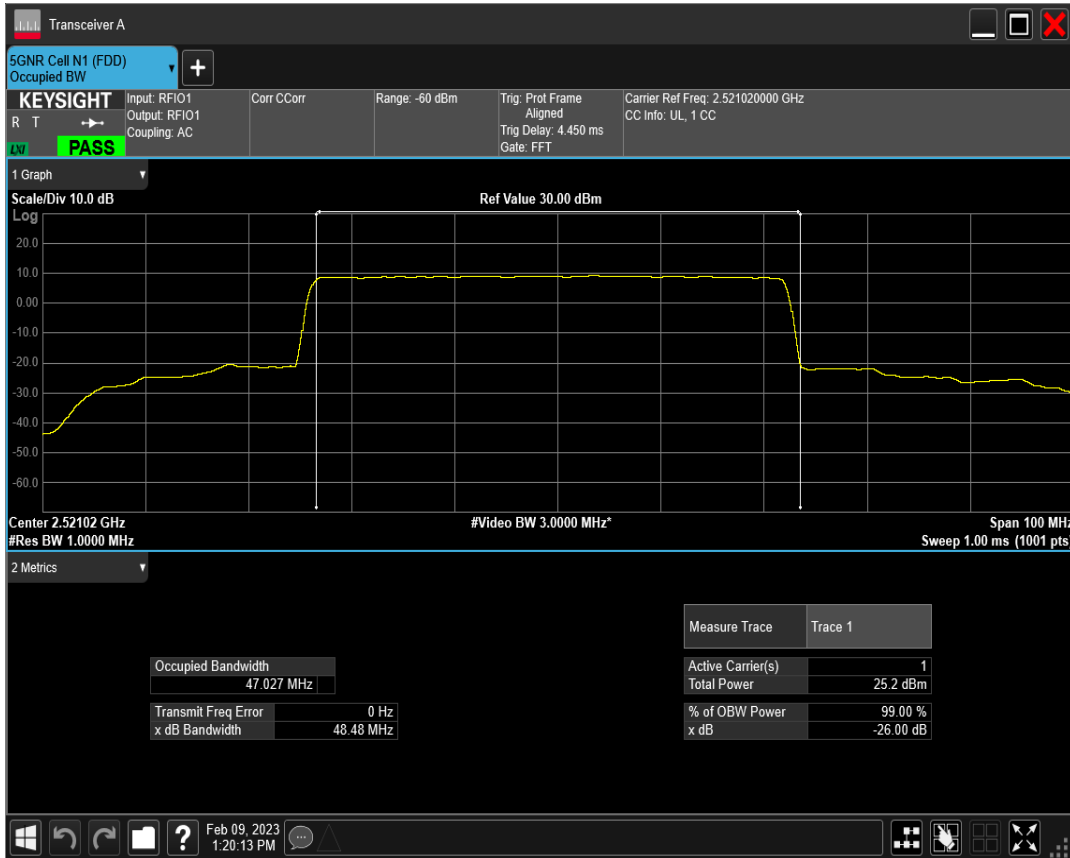 Transceiver A
5GNR Cell N1 (FDD)
Occupied BW
+
KEYSIGHT
R T
LXI
PASS
Input: RFIO1
Output: RFIO1
Coupling: AC
Corr CCorr
Range: -60 dBm
Trig: Prot Frame
Aligned
Trig Delay: 4.450 ms
Gate: FFT
Carrier Ref Freq: 2.521020000 GHz
CC Info: UL, 1 CC
1 Graph
Scale/Div 10.0 dB
Ref Value 30.00 dBm
Log
20.0
10.0
0.00
-10.0
-20.0
-30.0
-40.0
-50.0
-60.0
Center 2.52102 GHz
#Video BW 3.0000 MHz*
Span 100 MHz
#Res BW 1.0000 MHz
Sweep 1.00 ms (1001 pts)
2 Metrics
Measure Trace Trace 1
Occupied Bandwidth
47.027 MHz
Active Carrier(s) 1
Total Power 25.2 dBm
Transmit Freq Error 0 Hz
x dB Bandwidth 48.48 MHz
% of OBW Power 99.00 %
x dB -26.00 dB
?
Feb 09, 2023
1:20:13 PM